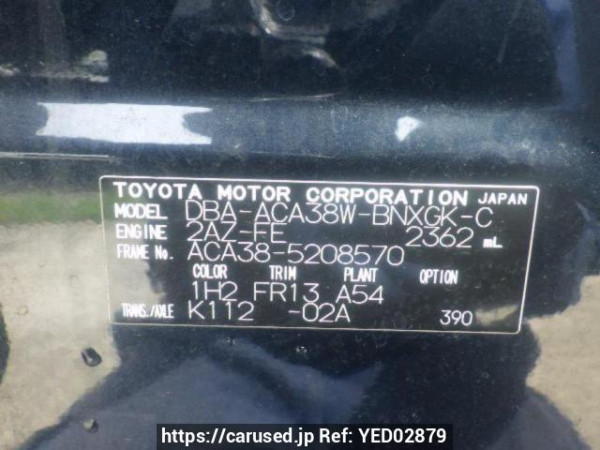 TOYOTA MOTOR CORPORATION JAPAN
MODEL DBA-ACA38W-BNXGK-C
ENGINE 2AZ-FE 2362 mL
FRAME No. ACA38-5208570
COLOR TRIM PLANT OPTION
1H2 FR13 A54
TRANS./AXLE K112 -02A 390
https://carused.jp Ref: YED02879